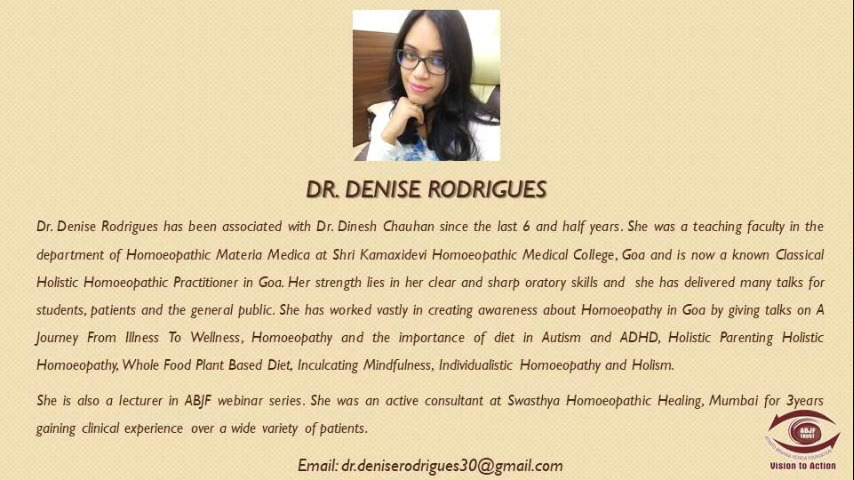 DR. DENISE RODRIGUES
Dr. Denise Rodrigues has been associated with Dr. Dinesh Chauhan since the last 6 and half years. She was a teaching faculty in the
department of Homoeopathic Materia Medica at Shri Kamaxidevi Homoeopathic Medical College, Goa and is now a known Classical
Holistic Homoeopathic Practitioner in Goa. Her strength lies in her clear and sharp oratory skills and she has delivered many talks for
students, patients and the general public. She has worked vastly in creating awareness about Homoeopathy in Goa by giving talks on A
Journey From Illness To Wellness, Homoeopathy and the importance of diet in Autism and ADHD, Holistic Parenting Holistic
Homoeopathy, Whole Food Plant Based Diet, Inculcating Mindfulness, Individualistic Homoeopathy and Holism.
She is also a lecturer in ABJF webinar series. She was an active consultant at Swasthya Homoeopathic Healing, Mumbai for 3years
gaining clinical experience over a wide variety of patients.
Email: dr.deniserodrigues30@gmail.com
ABJF
TRUST
Vision to Action